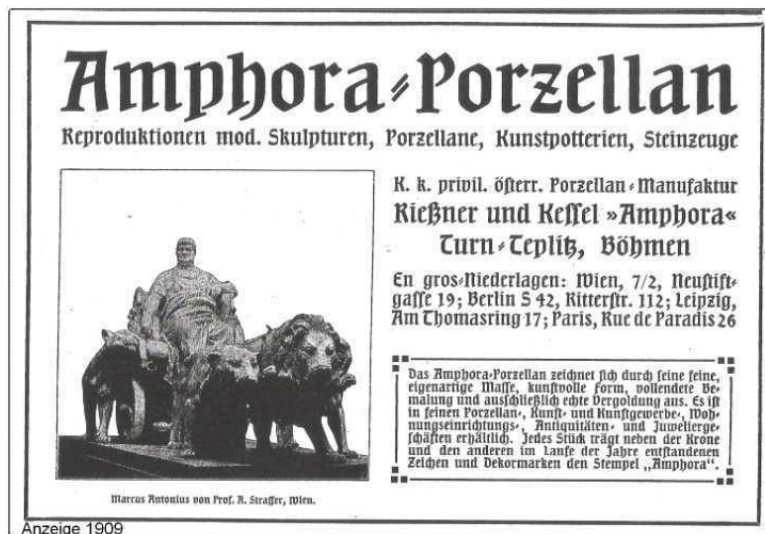 Amphora-Porzellan
Reproduktionen mod. Skulpturen, Porzellane, Kunstpotterien, Steinzeuge
K. k. privil. österr. Porzellan-Manufaktur
Rießner und Kessel »Amphora«
Turn-Teplitz, Böhmen
En gros-Niederlagen: Wien, 7/2, Neustift-
gasse 19; Berlin S 42, Ritterstr. 112; Leipzig,
Am Thomasring 17; Paris, Rue de Paradis 26
Das Amphora-Porzellan zeichnet sich durch seine feine,
eigenartige Masse, kunstvolle Form, vollendete Be-
malung und ausschließlich echte Vergoldung aus. Es ist
in feinen Porzellan-, Kunst- und Kunstgewerbe-, Woh-
nungseinrichtungs-, Antiquitäten- und Juwelierge-
schäften erhältlich. Jedes Stück trägt neben der Krone
und den anderen im Laufe der Jahre entstandenen
Zeichen und Dekormarken den Stempel „Amphora“.
Marcus Antonius von Prof. A. Strasser, Wien.
Anzeige 1909